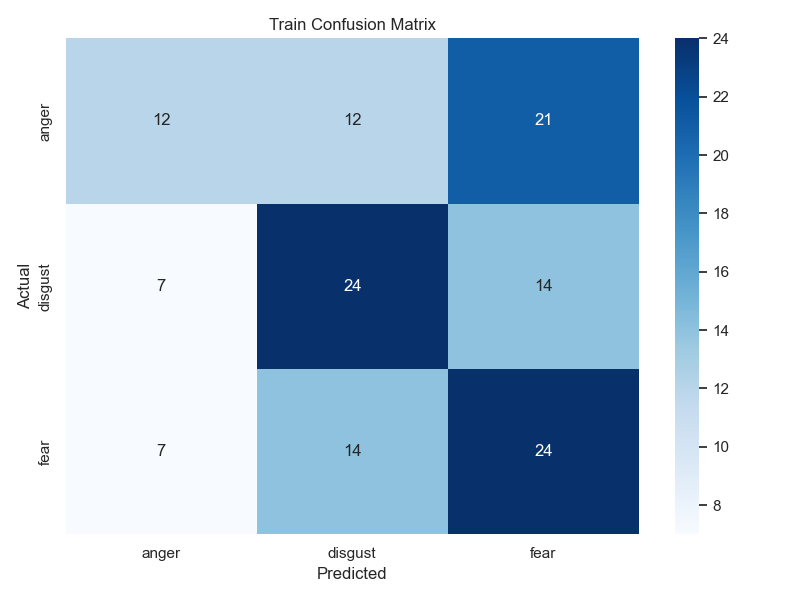 Train Confusion Matrix
Actual
anger
12 12 21
disgust
7 24 14
fear
7 14 24
anger disgust fear
Predicted
24
22
20
18
16
14
12
10
8